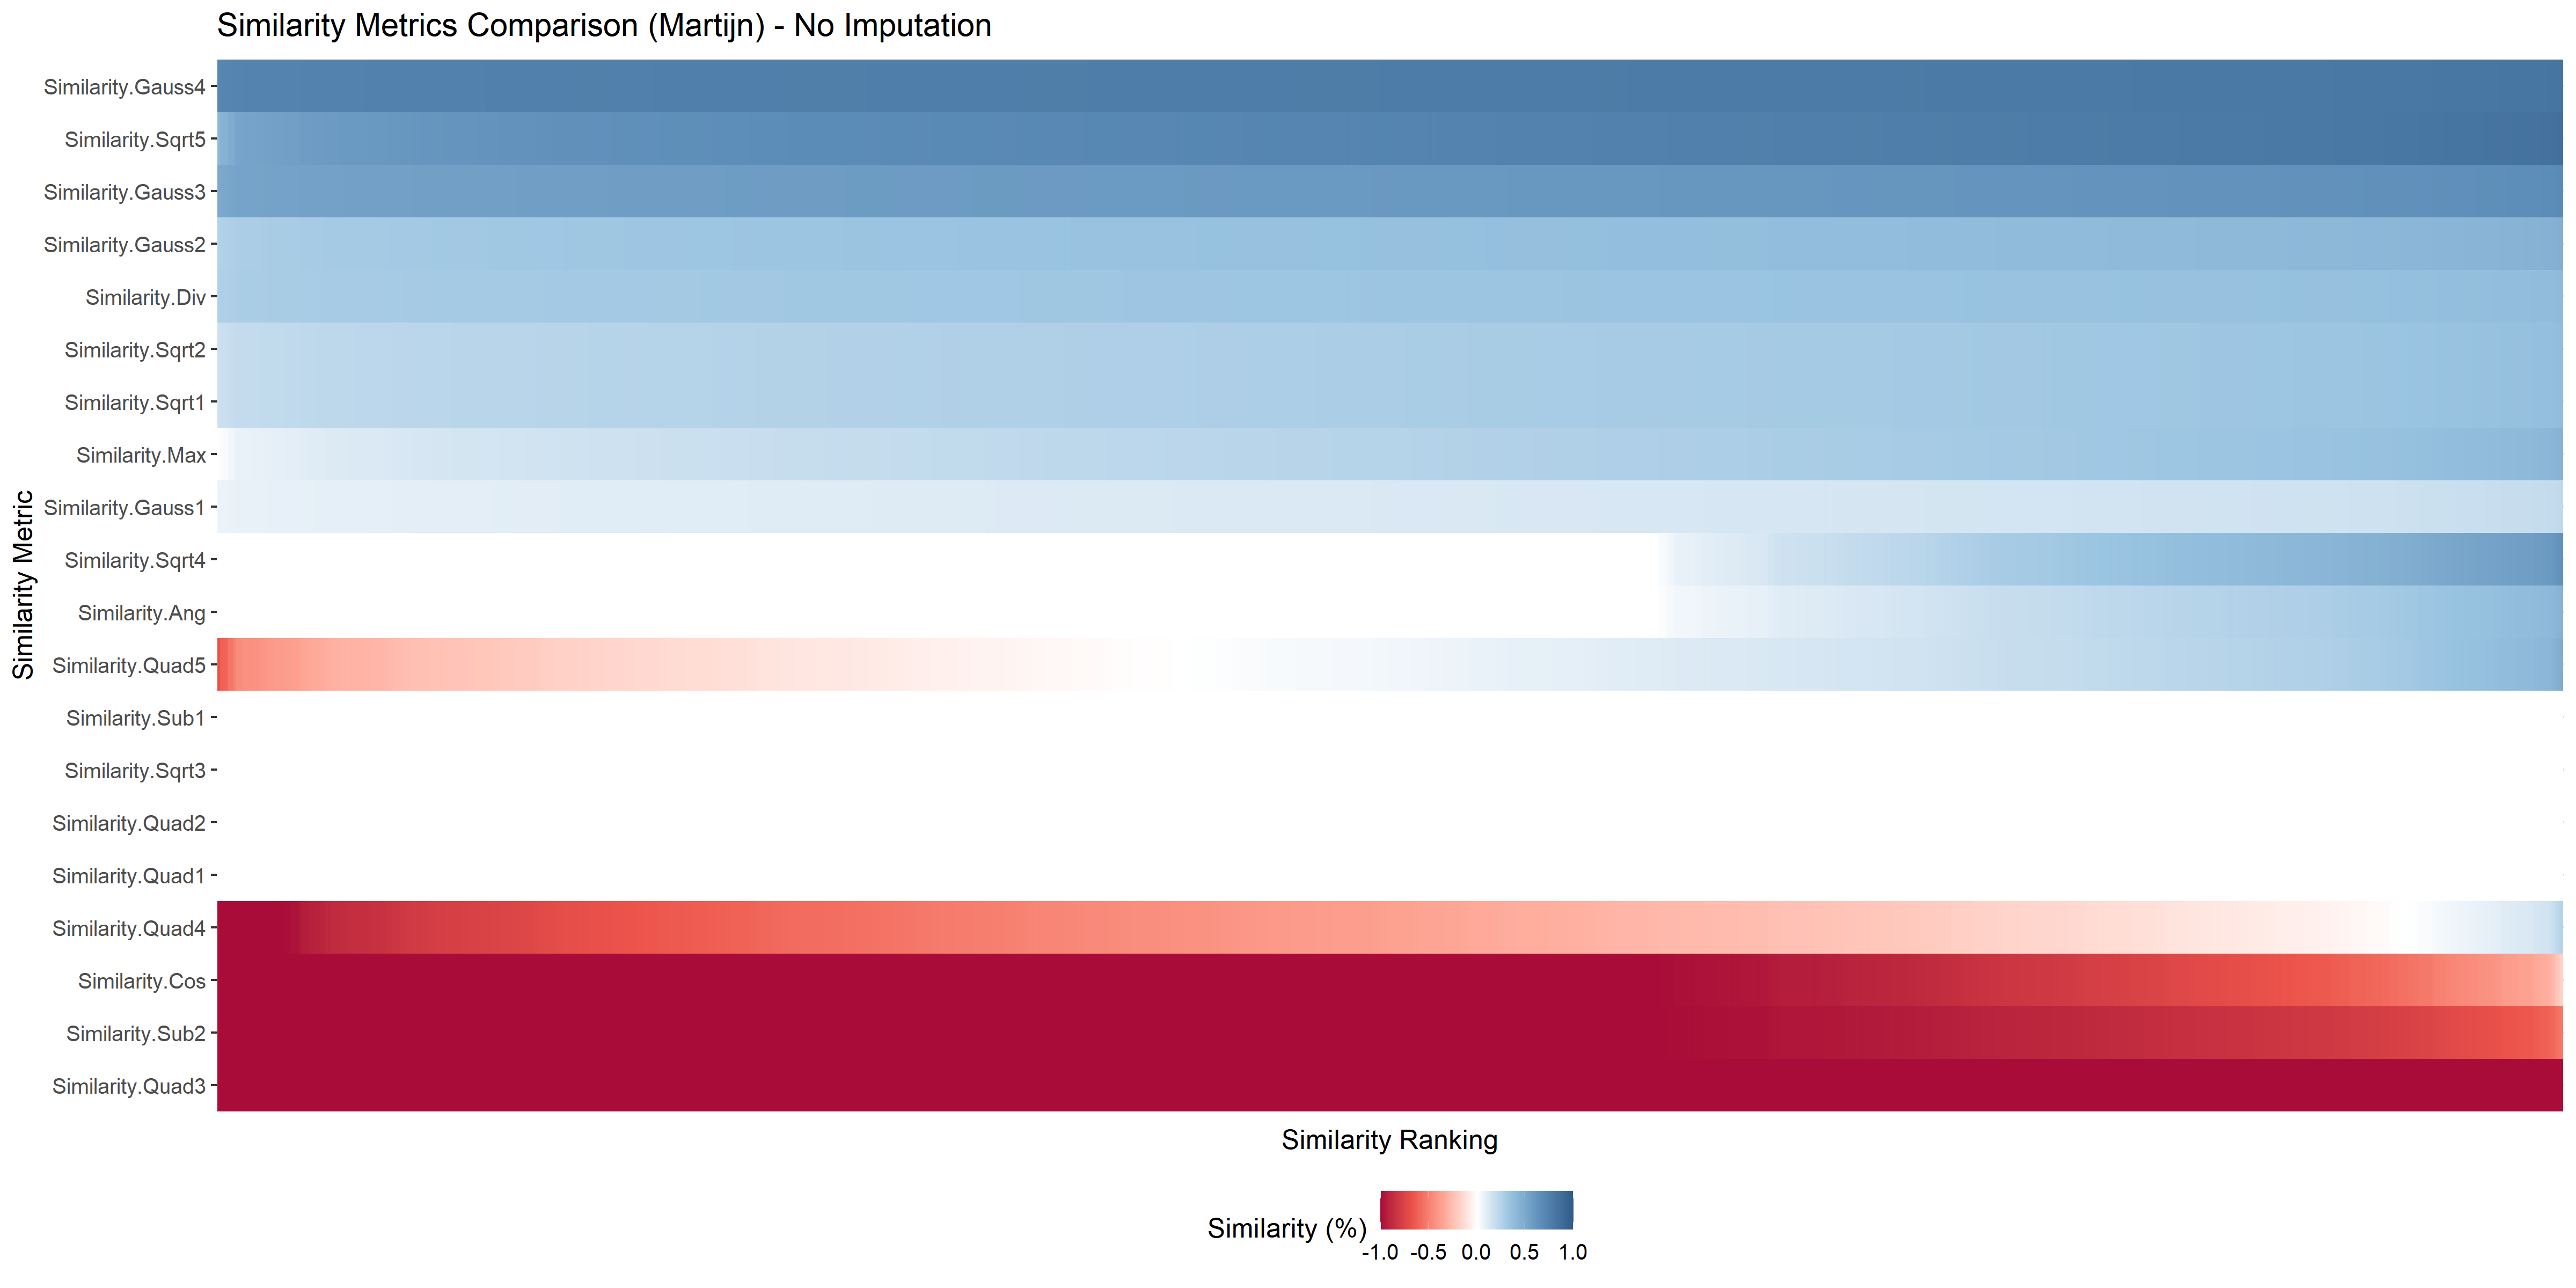 Similarity Metrics Comparison (Martijn) - No Imputation
Similarity Metric
Similarity.Gauss4
Similarity.Sqrt5
Similarity.Gauss3
Similarity.Gauss2
Similarity.Div
Similarity.Sqrt2
Similarity.Sqrt1
Similarity.Max
Similarity.Gauss1
Similarity.Sqrt4
Similarity.Ang
Similarity.Quad5
Similarity.Sub1
Similarity.Sqrt3
Similarity.Quad2
Similarity.Quad1
Similarity.Quad4
Similarity.Cos
Similarity.Sub2
Similarity.Quad3
Similarity Ranking
Similarity (%)
-1.0 -0.5 0.0 0.5 1.0